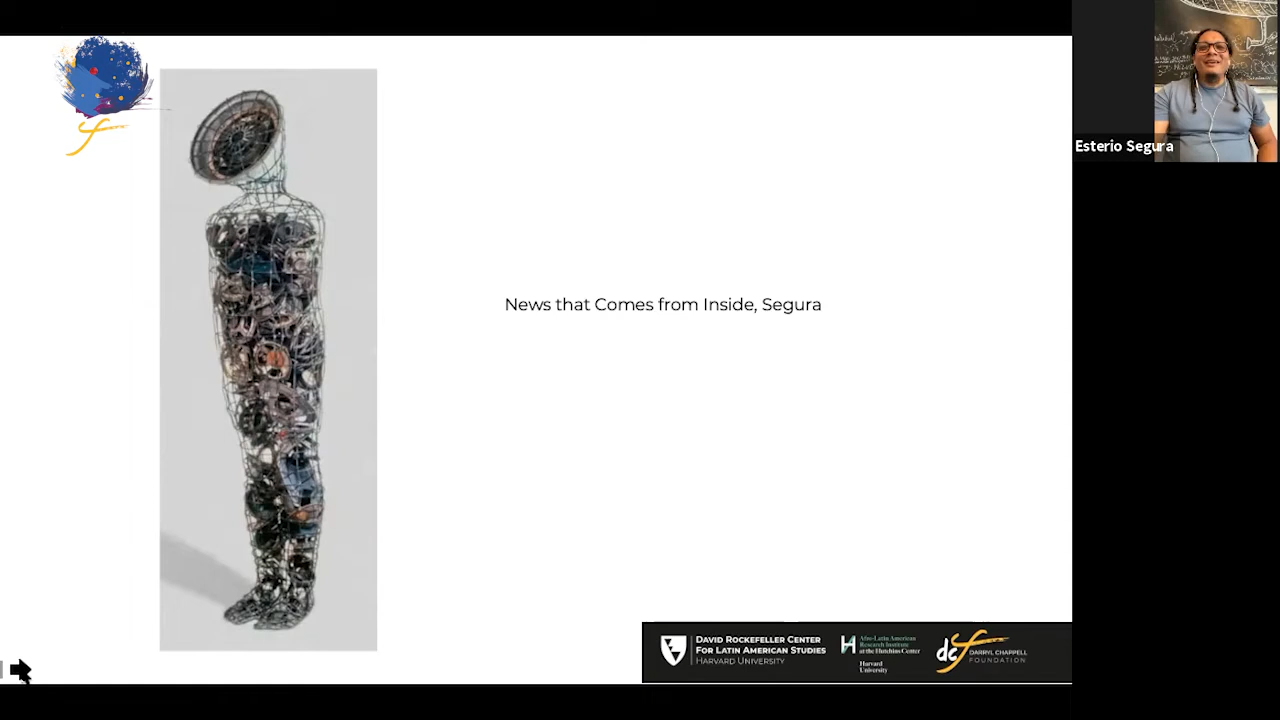 Esterio Segura
News that Comes from Inside, Segura
DAVID ROCKEFELLER CENTER
FOR LATIN AMERICAN STUDIES
HARVARD UNIVERSITY
Afro-Latin American
Research Institute
at the Hutchins Center
Harvard
University
dcf
DARRYL CHAPPELL
FOUNDATION